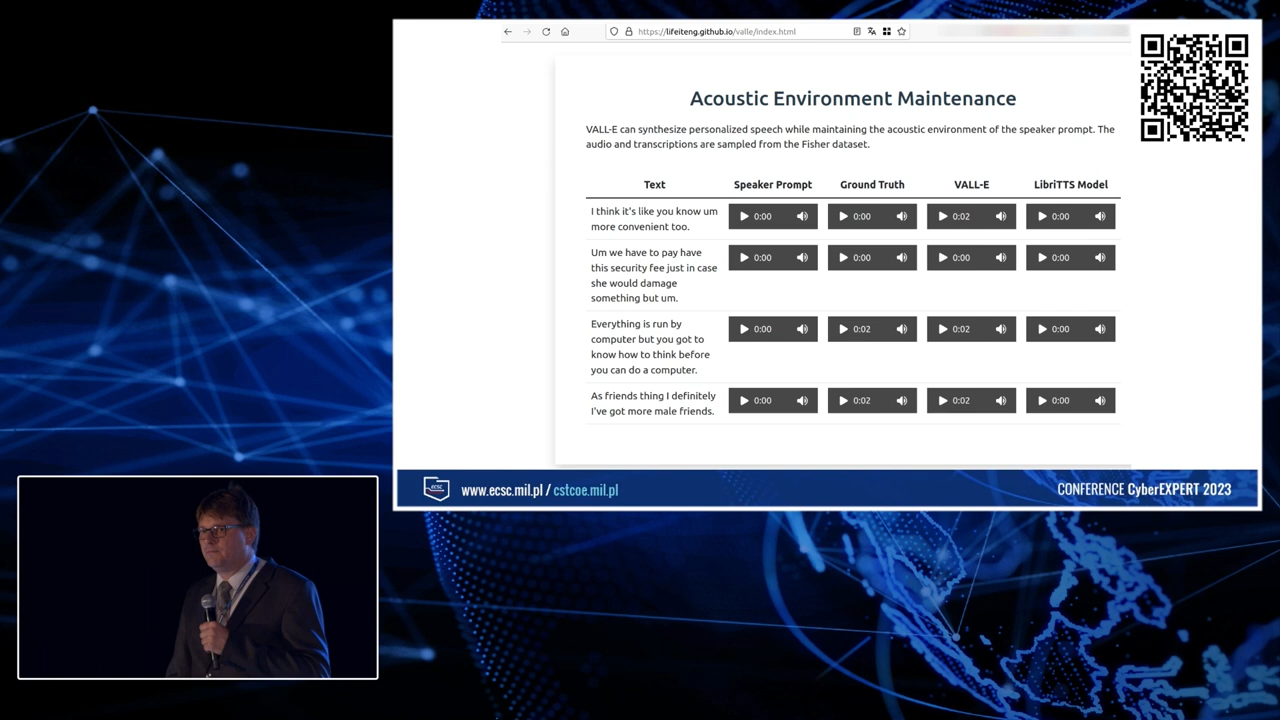 https://lifeiteng.github.io/valle/index.html
Acoustic Environment Maintenance
VALL-E can synthesize personalized speech while maintaining the acoustic environment of the speaker prompt. The
audio and transcriptions are sampled from the Fisher dataset.
Text Speaker Prompt Ground Truth VALL-E LibriTTS Model
I think it's like you know um
more convenient too.
0:00 0:00 0:02 0:00
Um we have to pay have
this security fee just in case
she would damage
something but um.
0:00 0:00 0:00 0:00
Everything is run by
computer but you got to
know how to think before
you can do a computer.
0:00 0:02 0:02 0:00
As friends thing I definitely
I've got more male friends.
0:00 0:02 0:02 0:00
ecsc www.ecsc.mil.pl / cstcoe.mil.pl CONFERENCE CyberEXPERT 2023